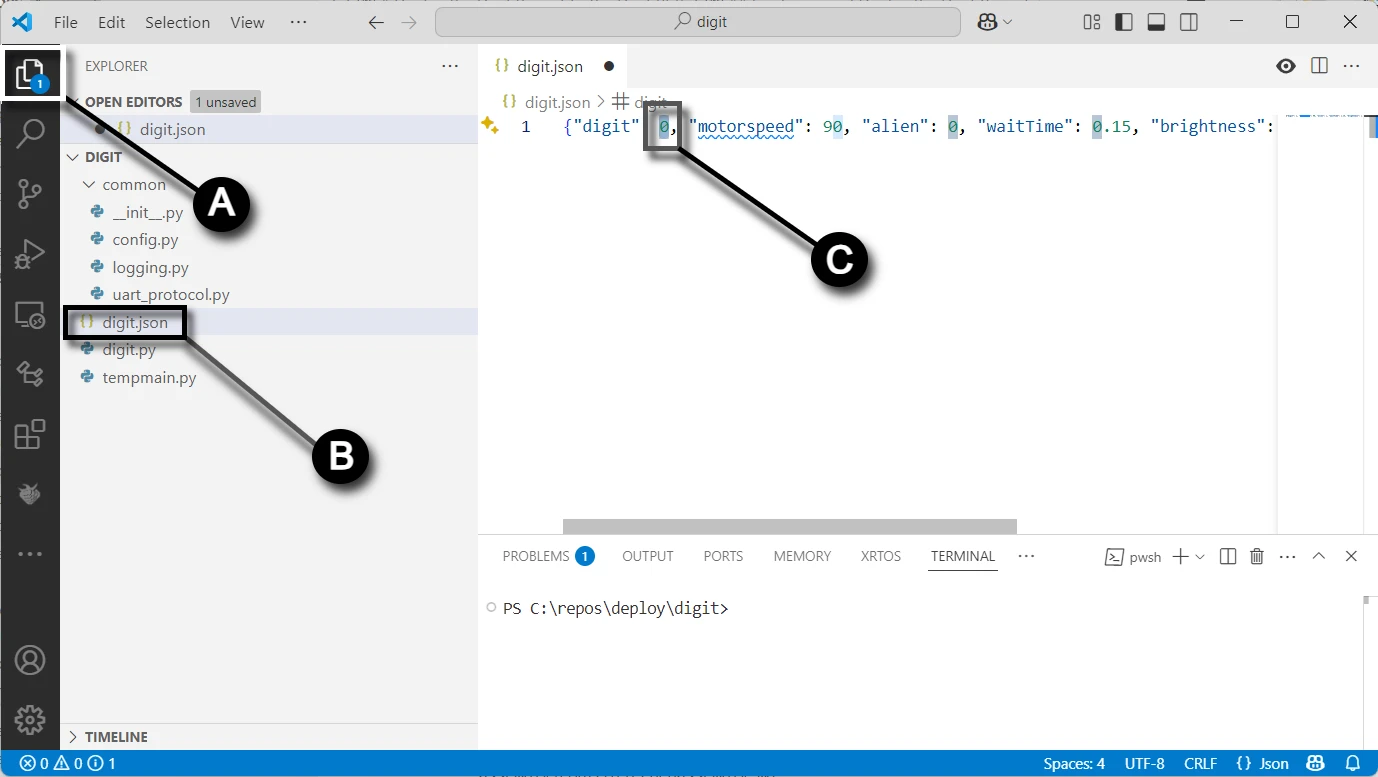 File Edit Selection View ··· digit
EXPLORER ···
OPEN EDITORS 1 unsaved
digit.json
DIGIT
common
__init__.py
config.py
logging.py
uart_protocol.py
digit.json
digit.py
tempmain.py
TIMELINE
1
A
B
C
digit.json
digit.json > digit
1 {"digit" 0, "motorspeed": 90, "alien": 0, "waitTime": 0.15, "brightness":
PROBLEMS 1 OUTPUT PORTS MEMORY XRTOS TERMINAL ··· pwsh
PS C:\repos\deploy\digit>
0 0 1 Spaces: 4 UTF-8 CRLF {} Json